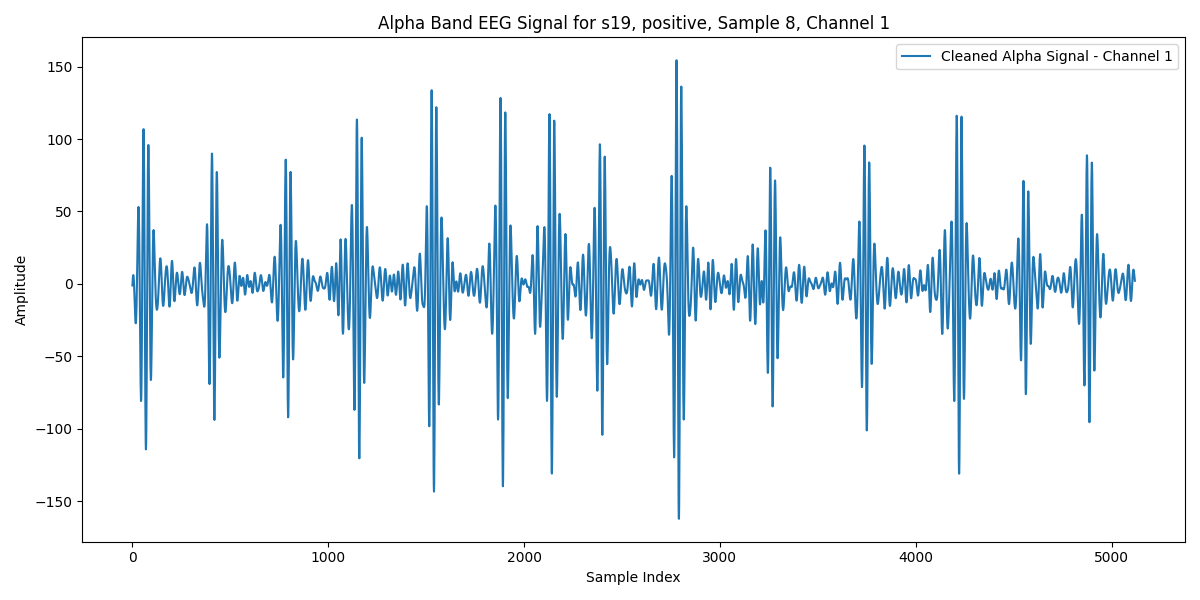 Alpha Band EEG Signal for s19, positive, Sample 8, Channel 1
Cleaned Alpha Signal - Channel 1
150
100
50
0
−50
−100
−150
Amplitude
0 1000 2000 3000 4000 5000
Sample Index